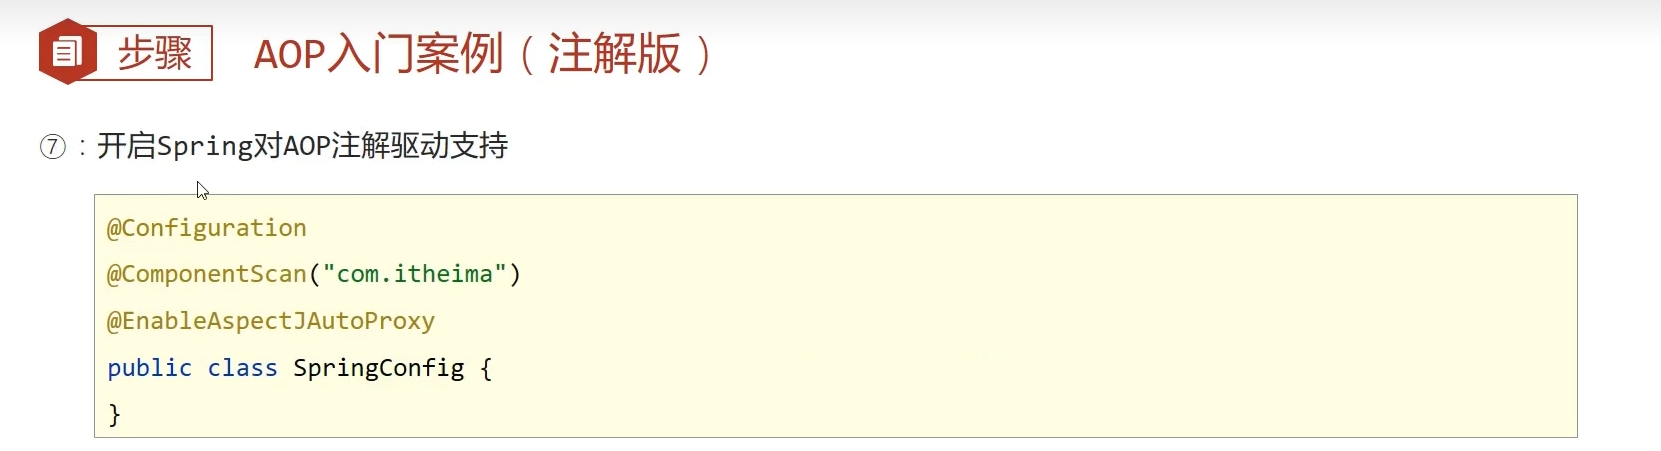 步骤 AOP入门案例（注解版）
⑦：开启Spring对AOP注解驱动支持
@Configuration
@ComponentScan("com.itheima")
@EnableAspectJAutoProxy
public class SpringConfig {
}